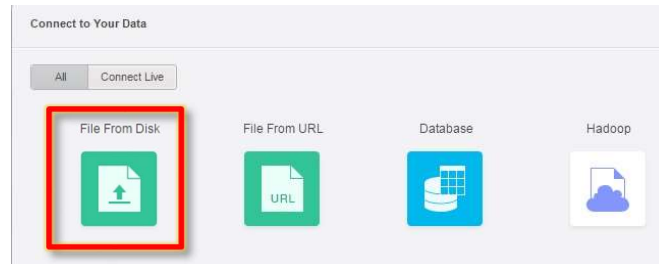 Connect to Your Data
All Connect Live
File From Disk File From URL Database Hadoop
URL